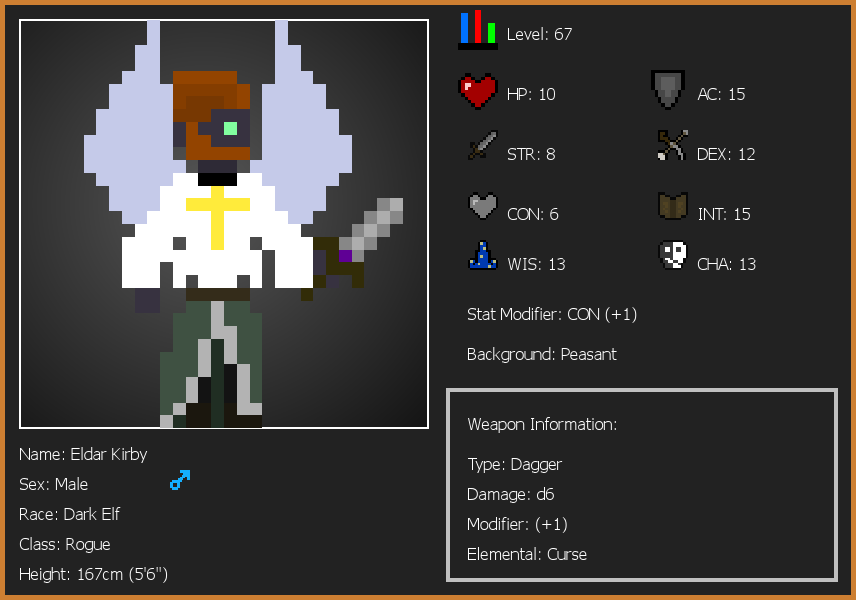 Level: 67
HP: 10
AC: 15
STR: 8
DEX: 12
CON: 6
INT: 15
WIS: 13
CHA: 13
Stat Modifier: CON (+1)
Background: Peasant
Weapon Information:
Type: Dagger
Damage: d6
Modifier: (+1)
Elemental: Curse
Name: Eldar Kirby
Sex: Male
Race: Dark Elf
Class: Rogue
Height: 167cm (5'6")